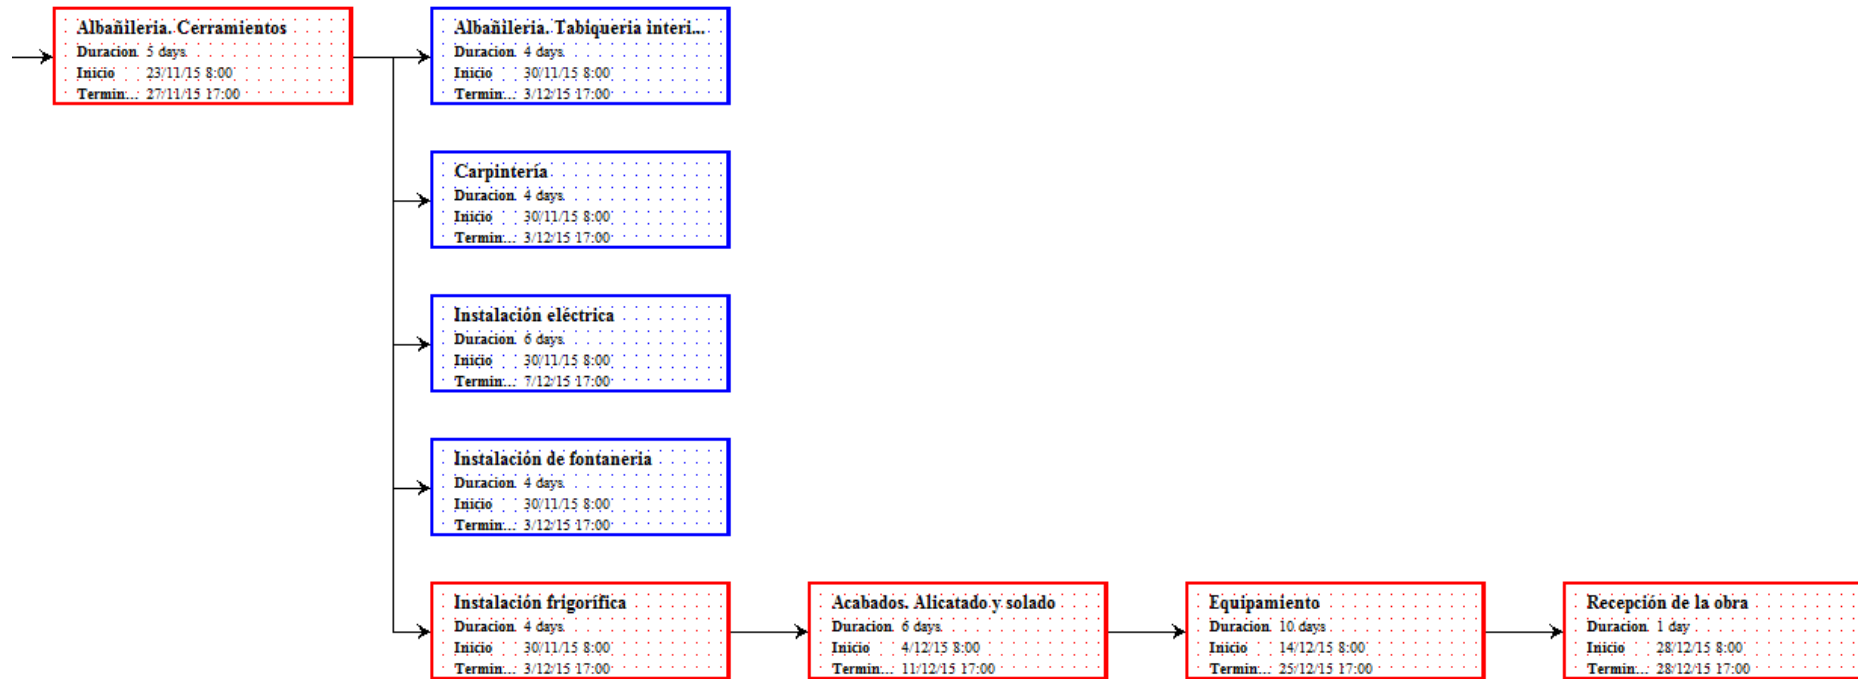 Albañileria. Cerramientos
Duracion 5 days
Inicio 23/11/15 8:00
Termin... 27/11/15 17:00
Albañileria. Tabiqueria interi...
Duracion 4 days
Inicio 30/11/15 8:00
Termin... 3/12/15 17:00
Carpintería
Duracion 4 days
Inicio 30/11/15 8:00
Termin... 3/12/15 17:00
Instalación eléctrica
Duracion 6 days
Inicio 30/11/15 8:00
Termin... 7/12/15 17:00
Instalación de fontaneria
Duracion 4 days
Inicio 30/11/15 8:00
Termin... 3/12/15 17:00
Instalación frigorífica
Duracion 4 days
Inicio 30/11/15 8:00
Termin... 3/12/15 17:00
Acabados. Alicatado y solado
Duracion 6 days
Inicio 4/12/15 8:00
Termin... 11/12/15 17:00
Equipamiento
Duracion 10 days
Inicio 14/12/15 8:00
Termin... 25/12/15 17:00
Recepción de la obra
Duracion 1 day
Inicio 28/12/15 8:00
Termin... 28/12/15 17:00